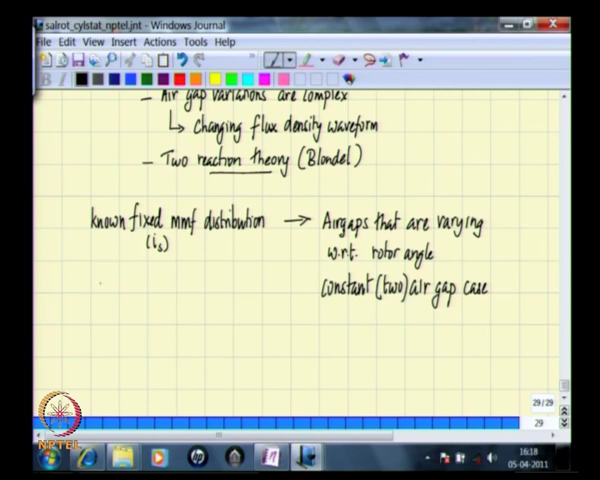 salrot_cylstat_nptel.jnt - Windows Journal
File Edit View Insert Actions Tools Help
B I
- Air gap variations are complex
↳ Changing flux density waveform
- Two reaction theory (Blondel)
known fixed mmf distribution → Airgaps that are varying
(is) w.r.t. rotor angle
constant (two) air gap case
29/29
29
NPTEL
hp
16:18
05-04-2011